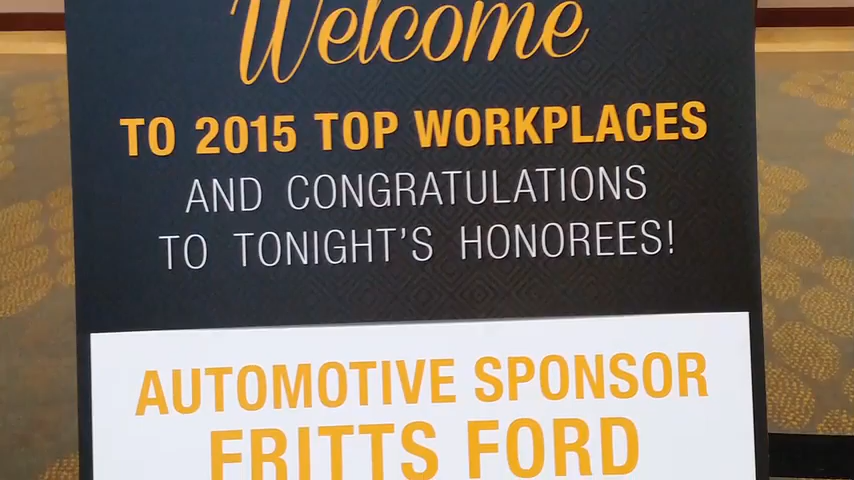 Welcome
TO 2015 TOP WORKPLACES
AND CONGRATULATIONS
TO TONIGHT'S HONOREES!
AUTOMOTIVE SPONSOR
FRITTS FORD